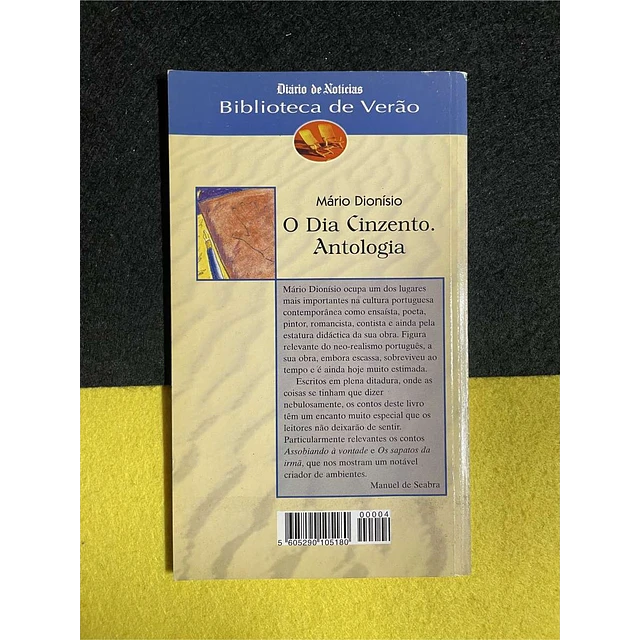 Diário de Notícias
Biblioteca de Verão
Mário Dionísio
O Dia Cinzento.
Antologia
Mário Dionísio ocupa um dos lugares
mais importantes na cultura portuguesa
contemporânea como ensaísta, poeta,
pintor, romancista, contista e ainda pela
estatura didáctica da sua obra. Figura
relevante do neo-realismo português, a
sua obra, embora escassa, sobreviveu ao
tempo e é ainda hoje muito estimada.
Escritos em plena ditadura, onde as
coisas se tinham que dizer
nebulosamente, os contos deste livro
têm um encanto muito especial que os
leitores não deixarão de sentir.
Particularmente relevantes os contos
Assobiando à vontade e Os sapatos da
irmã, que nos mostram um notável
criador de ambientes.
Manuel de Seabra
00004
5 605290 105180